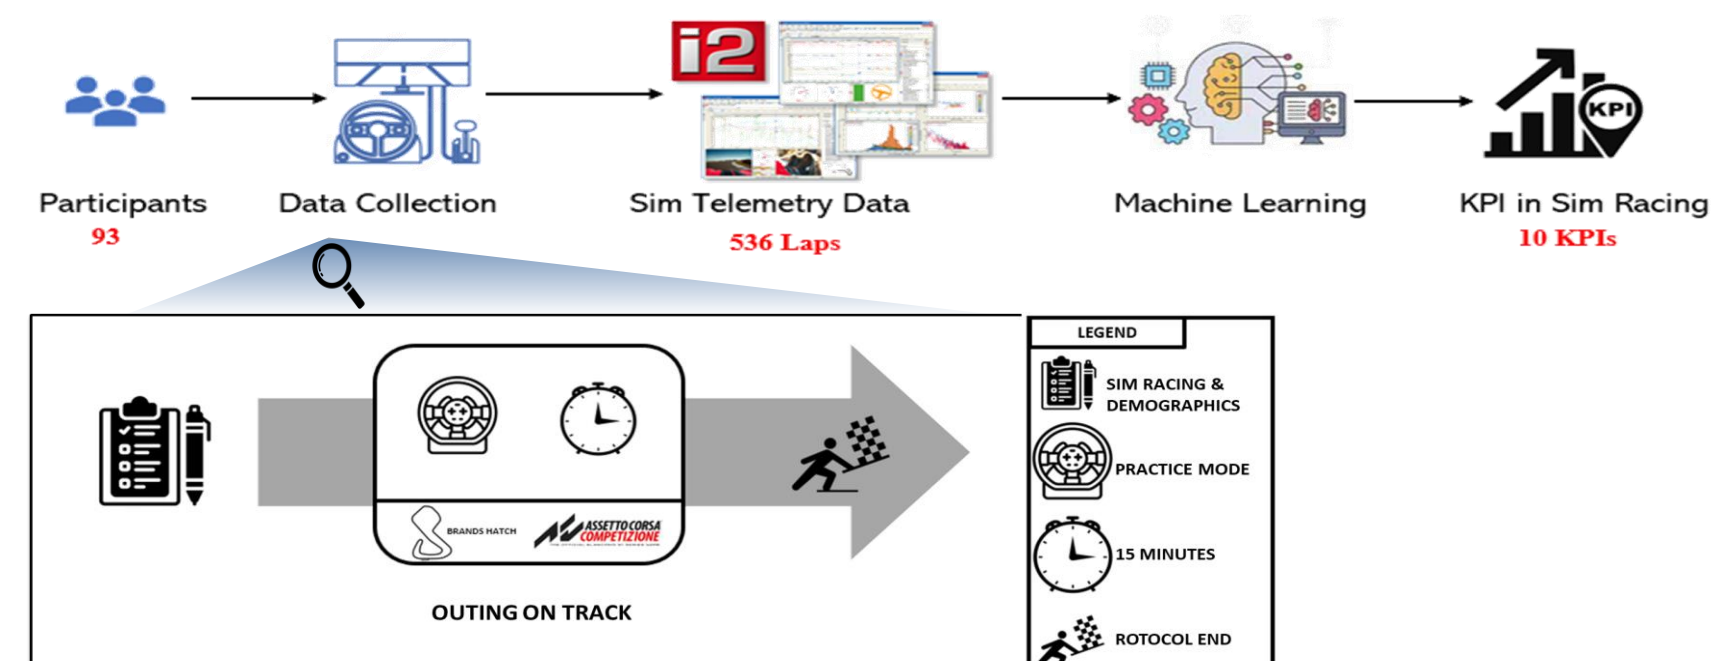 i2
KPI
Participants
93
Data Collection
Sim Telemetry Data
536 Laps
Machine Learning
KPI in Sim Racing
10 KPIs
BRANDS HATCH
ASSETTO CORSA
COMPETIZIONE
OUTING ON TRACK
LEGEND
SIM RACING &
DEMOGRAPHICS
PRACTICE MODE
15 MINUTES
ROTOCOL END